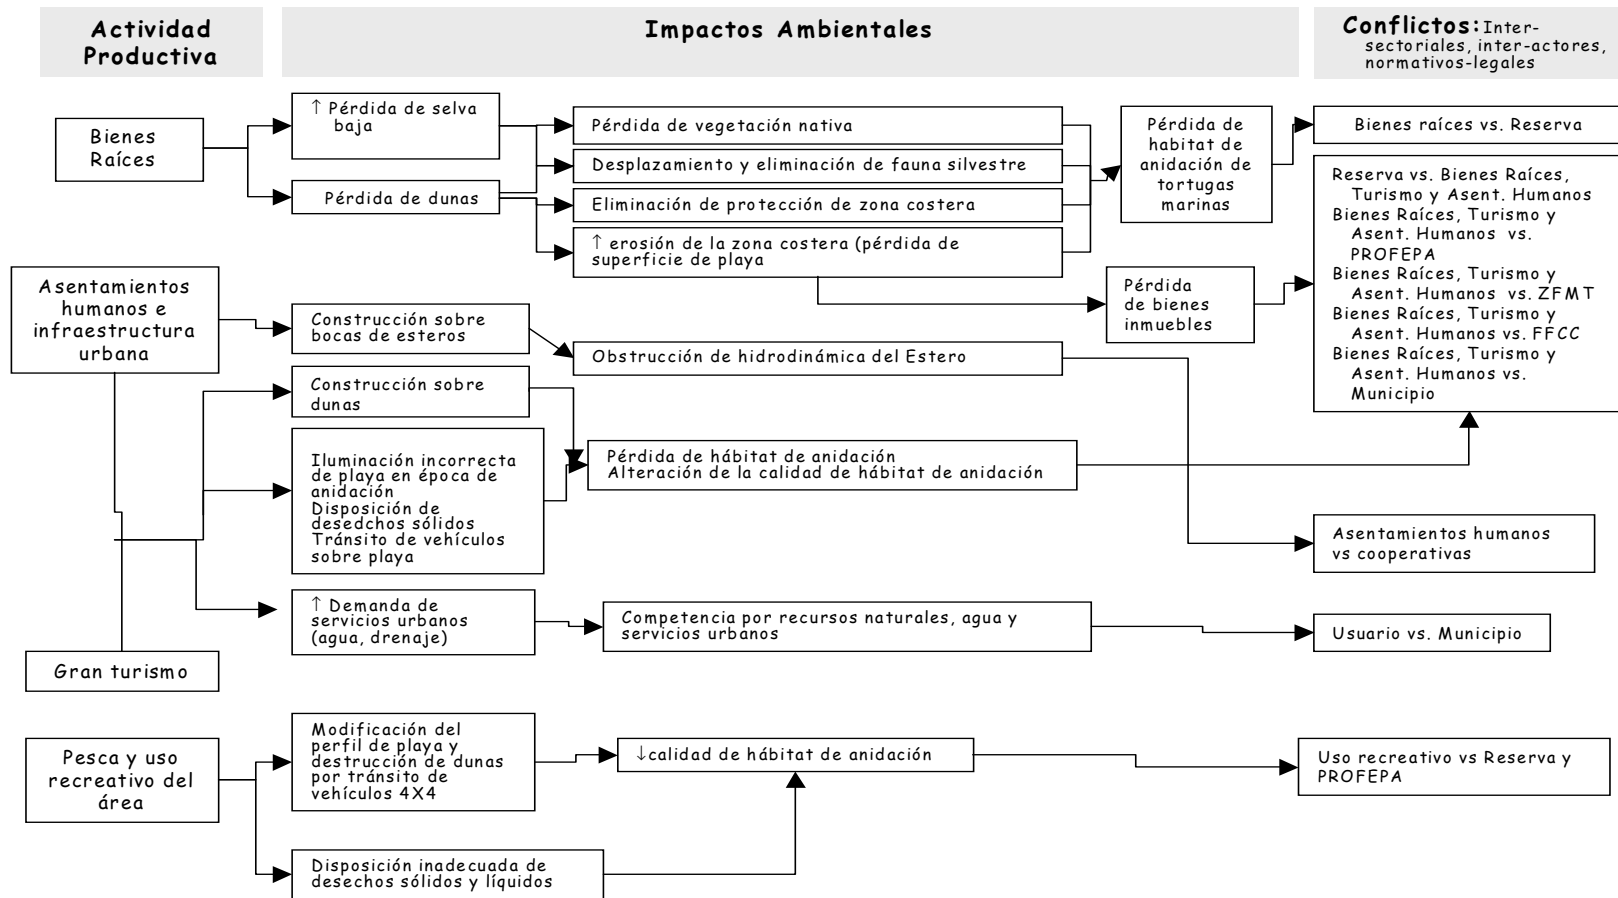 Actividad
Productiva
Impactos Ambientales
Conflictos: Inter-
sectoriales, inter-actores,
normativos-legales
Bienes
Raíces
↑ Pérdida de selva
baja
Pérdida de dunas
Pérdida de vegetación nativa
Desplazamiento y eliminación de fauna silvestre
Eliminación de protección de zona costera
↑ erosión de la zona costera (pérdida de
superficie de playa
Pérdida de
habitat de
anidación de
tortugas
marinas
Pérdida
de bienes
inmuebles
Bienes raíces vs. Reserva
Reserva vs. Bienes Raíces,
Turismo y Asent. Humanos
Bienes Raíces, Turismo y
Asent. Humanos vs.
PROFEPA
Bienes Raíces, Turismo y
Asent. Humanos vs. ZFMT
Bienes Raíces, Turismo y
Asent. Humanos vs. FFCC
Bienes Raíces, Turismo y
Asent. Humanos vs.
Municipio
Asentamientos
humanos e
infraestructura
urbana
Construcción sobre
bocas de esteros
Obstrucción de hidrodinámica del Estero
Construcción sobre
dunas
Iluminación incorrecta
de playa en época de
anidación
Disposición de
desedchos sólidos
Tránsito de vehículos
sobre playa
Pérdida de hábitat de anidación
Alteración de la calidad de hábitat de anidación
Asentamientos humanos
vs cooperativas
↑ Demanda de
servicios urbanos
(agua, drenaje)
Competencia por recursos naturales, agua y
servicios urbanos
Usuario vs. Municipio
Gran turismo
Pesca y uso
recreativo del
área
Modificación del
perfil de playa y
destrucción de dunas
por tránsito de
vehículos 4X4
↓calidad de hábitat de anidación
Uso recreativo vs Reserva y
PROFEPA
Disposición inadecuada de
desechos sólidos y líquidos